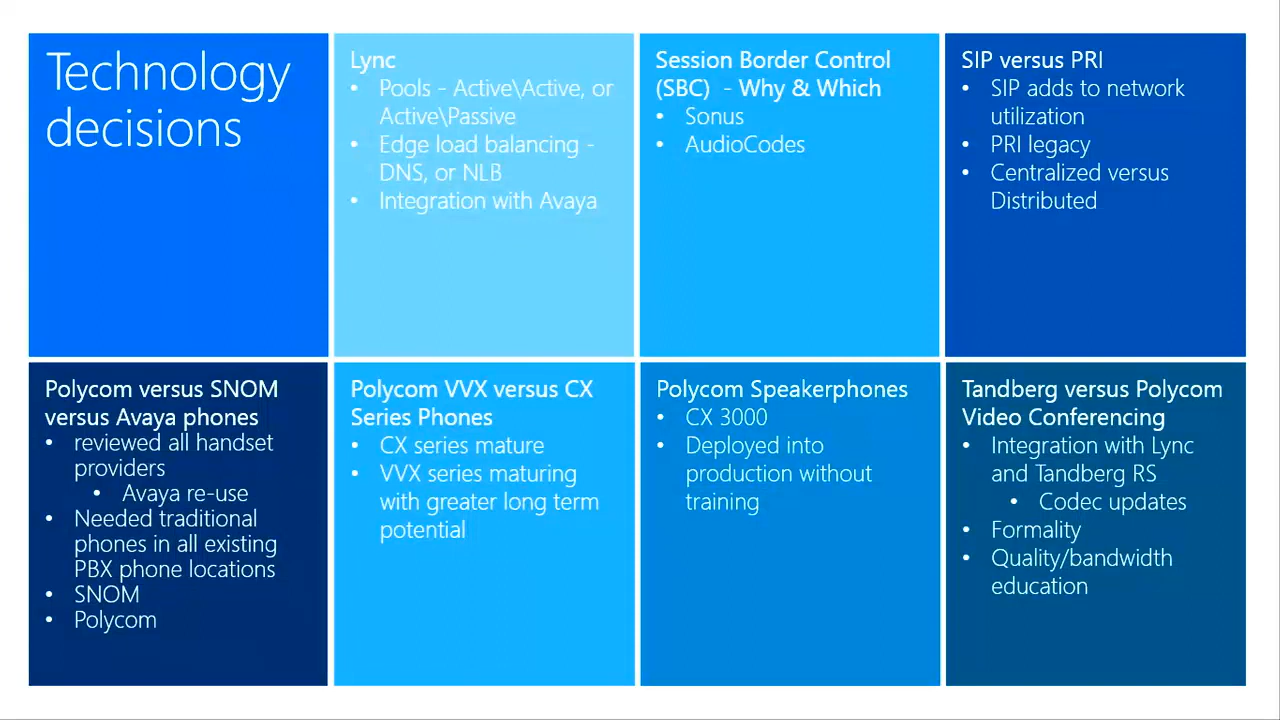 Technology
decisions
Lync
• Pools - Active\Active, or
Active\Passive
• Edge load balancing -
DNS, or NLB
• Integration with Avaya
Session Border Control
(SBC) - Why & Which
• Sonus
• AudioCodes
SIP versus PRI
• SIP adds to network
utilization
• PRI legacy
• Centralized versus
Distributed
Polycom versus SNOM
versus Avaya phones
• reviewed all handset
providers
• Avaya re-use
• Needed traditional
phones in all existing
PBX phone locations
• SNOM
• Polycom
Polycom VVX versus CX
Series Phones
• CX series mature
• VVX series maturing
with greater long term
potential
Polycom Speakerphones
• CX 3000
• Deployed into
production without
training
Tandberg versus Polycom
Video Conferencing
• Integration with Lync
and Tandberg RS
• Codec updates
• Formality
• Quality/bandwidth
education